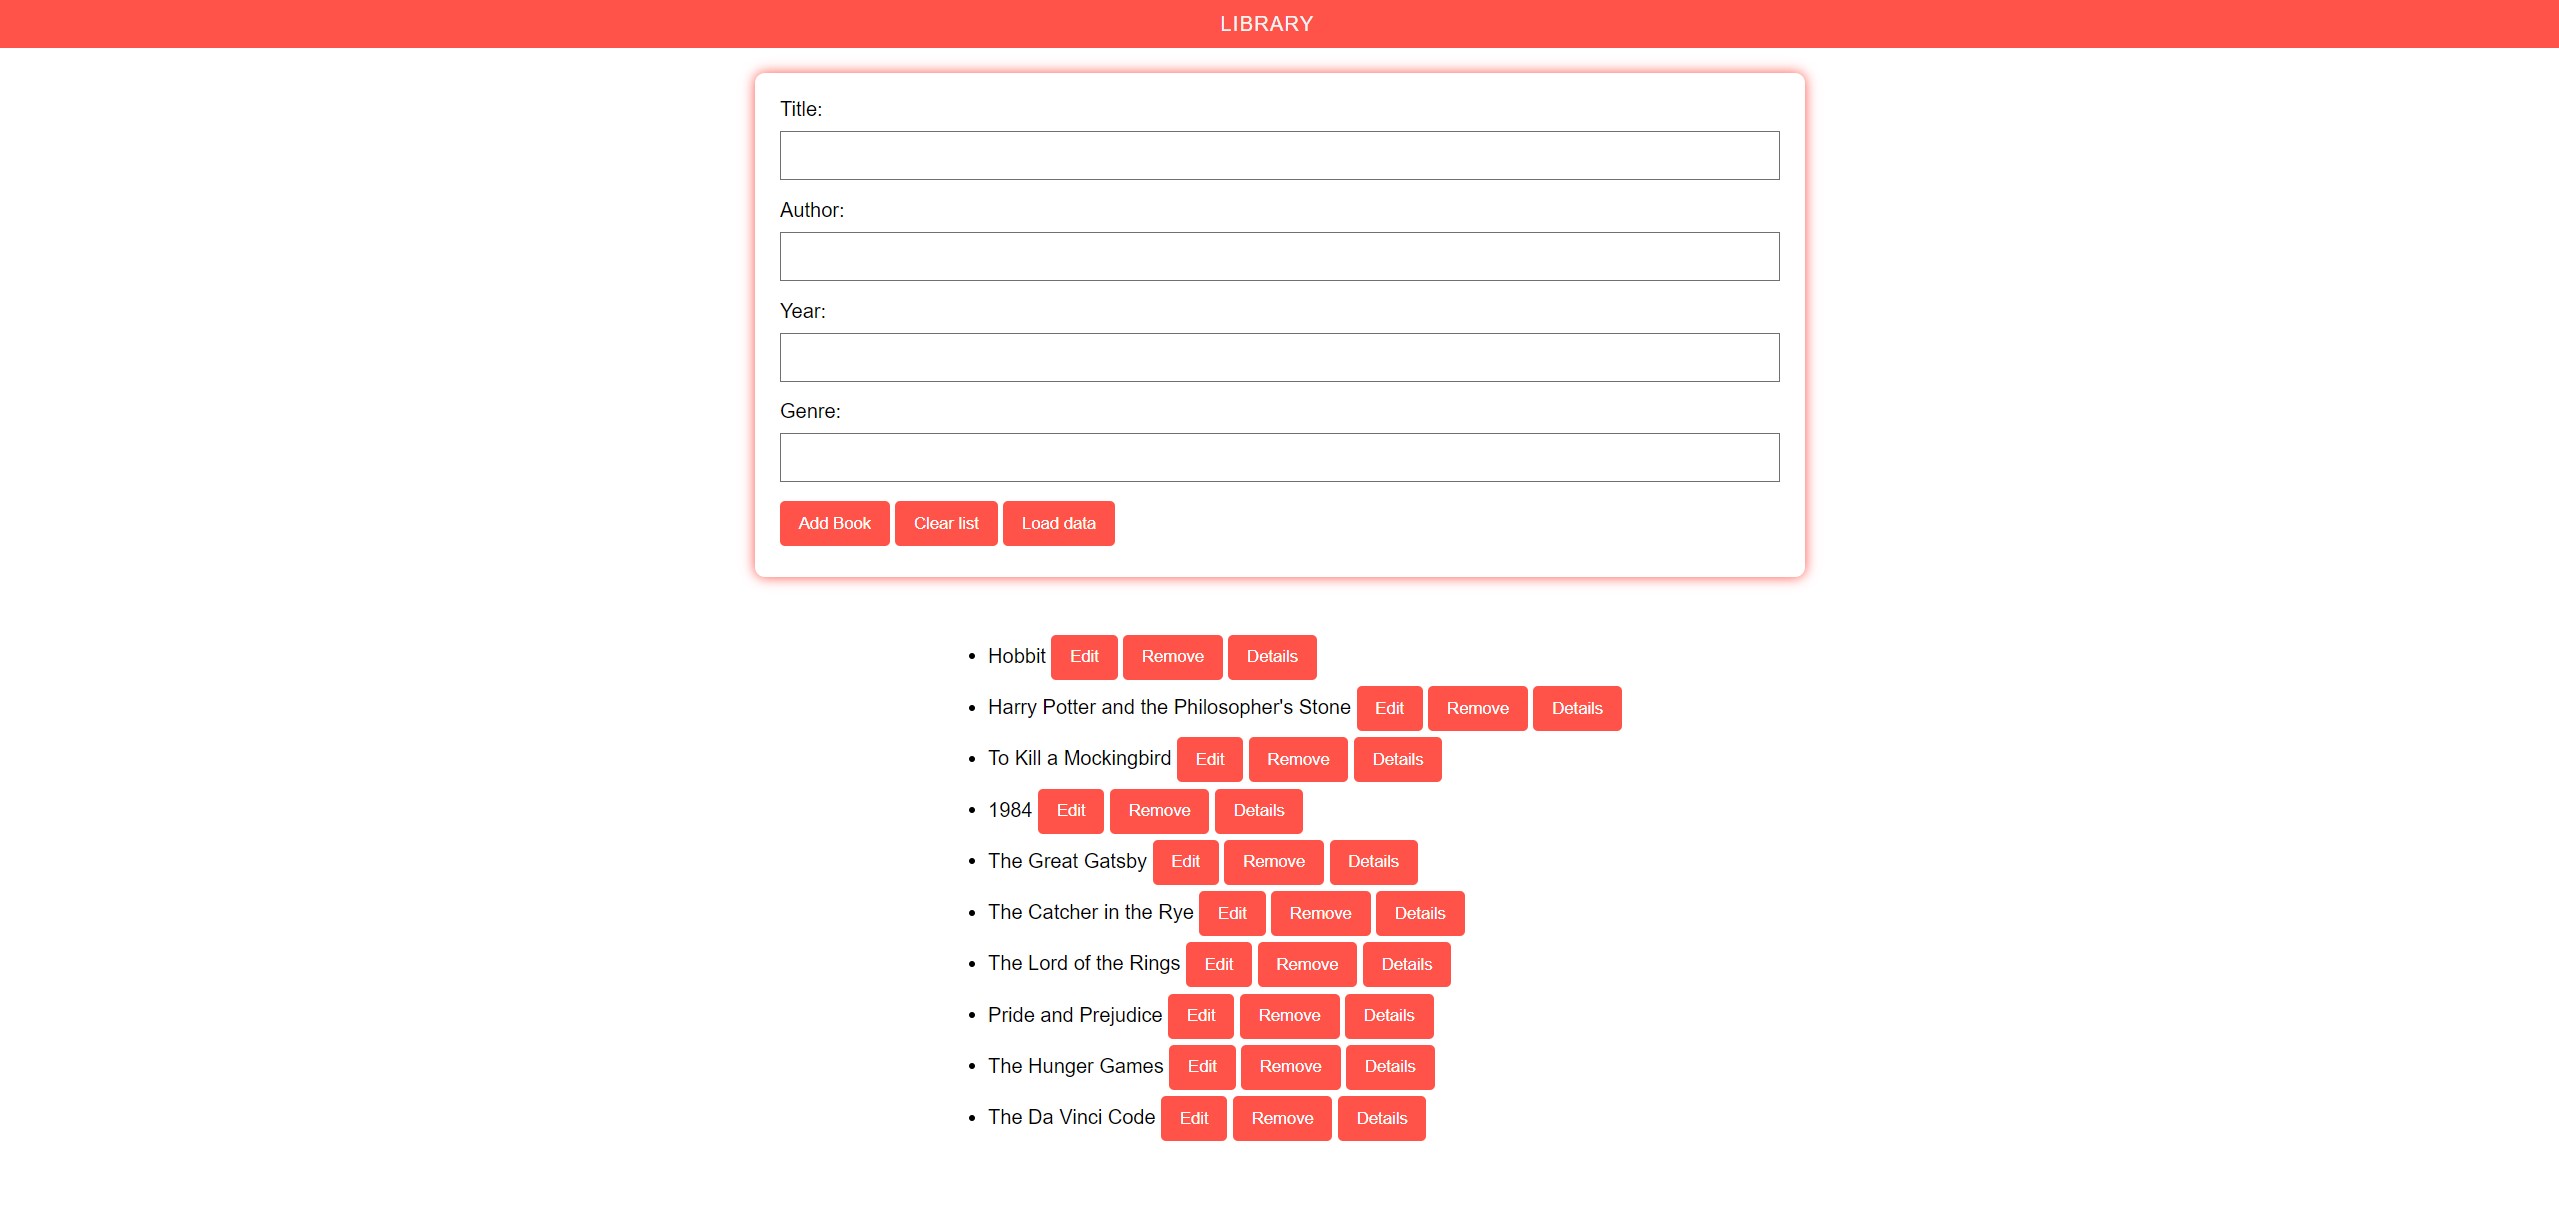 LIBRARY
Title:
Author:
Year:
Genre:
Add Book Clear list Load data
Hobbit Edit Remove Details
Harry Potter and the Philosopher's Stone Edit Remove Details
To Kill a Mockingbird Edit Remove Details
1984 Edit Remove Details
The Great Gatsby Edit Remove Details
The Catcher in the Rye Edit Remove Details
The Lord of the Rings Edit Remove Details
Pride and Prejudice Edit Remove Details
The Hunger Games Edit Remove Details
The Da Vinci Code Edit Remove Details